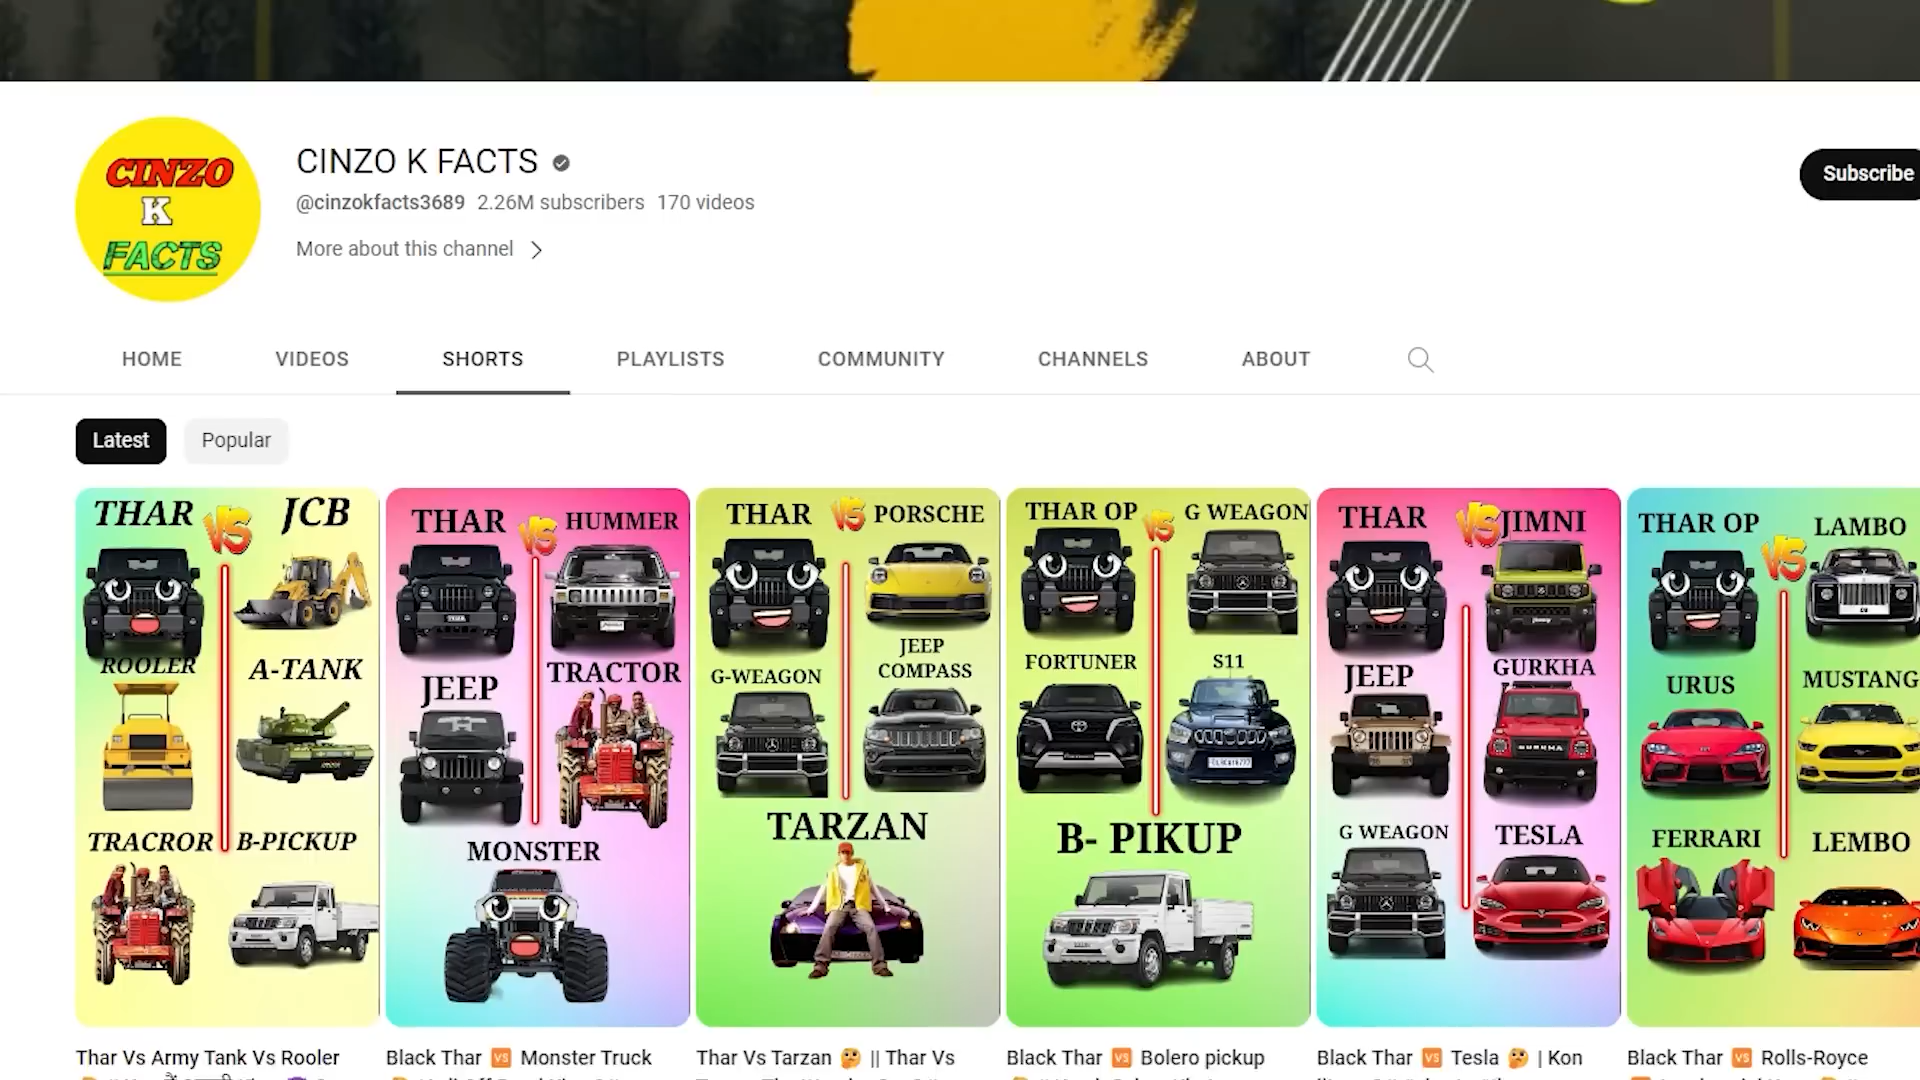 CINZO
K
FACTS
CINZO K FACTS
@cinzokfacts3689 2.26M subscribers 170 videos
More about this channel
Subscribe
HOME VIDEOS SHORTS PLAYLISTS COMMUNITY CHANNELS ABOUT
Latest Popular
THAR VS JCB
ROOLER A-TANK
TRACROR B-PICKUP
THAR VS HUMMER
JEEP TRACTOR
MONSTER
THAR VS PORSCHE
G-WEAGON JEEP
COMPASS
TARZAN
THAR OP VS G WEAGON
FORTUNER S11
B- PIKUP
THAR VS JIMNI
JEEP GURKHA
GURKHA
G WEAGON TESLA
THAR OP VS LAMBO
URUS MUSTANG
FERRARI LEMBO
Thar Vs Army Tank Vs Rooler
Black Thar 🆚 Monster Truck
Thar Vs Tarzan 🤔 || Thar Vs
Black Thar 🆚 Bolero pickup
Black Thar 🆚 Tesla 🤔 | Kon
Black Thar 🆚 Rolls-Royce